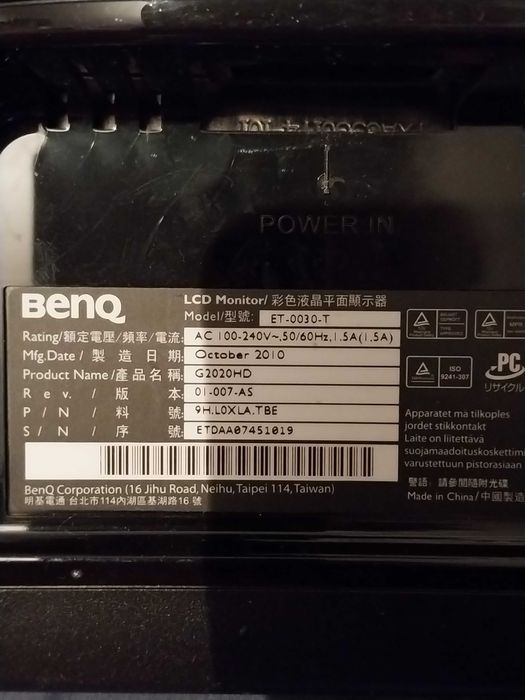 POWER IN
BenQ
LCD Monitor/ 彩色液晶平面顯示器
Model/型號: ET-0030-T
Rating/額定電壓/頻率/電流: AC 100-240V~,50/60Hz,1.5A(1.5A)
Mfg.Date/ 製 造 日 期: October 2010
Product Name/產品名稱: G2020HD
R e v. / 版 本: 01-007-AS
P / N / 料 號: 9H.L0XLA.TBE
S / N / 序 號: ETDAA07451019
BenQ Corporation (16 Jihu Road, Neihu, Taipei 114, Taiwan)
明基電通 台北市114內湖區基湖路16 號
ISO
9241-307
PC
リサイクル
Apparatet må tilkoples
jordet stikkontakt
Laite on liitettävä
suojamaadoituskoskettim
varustettuun pistorasiaan
警語: 請參閱隨附光碟
Made in China/中國製造